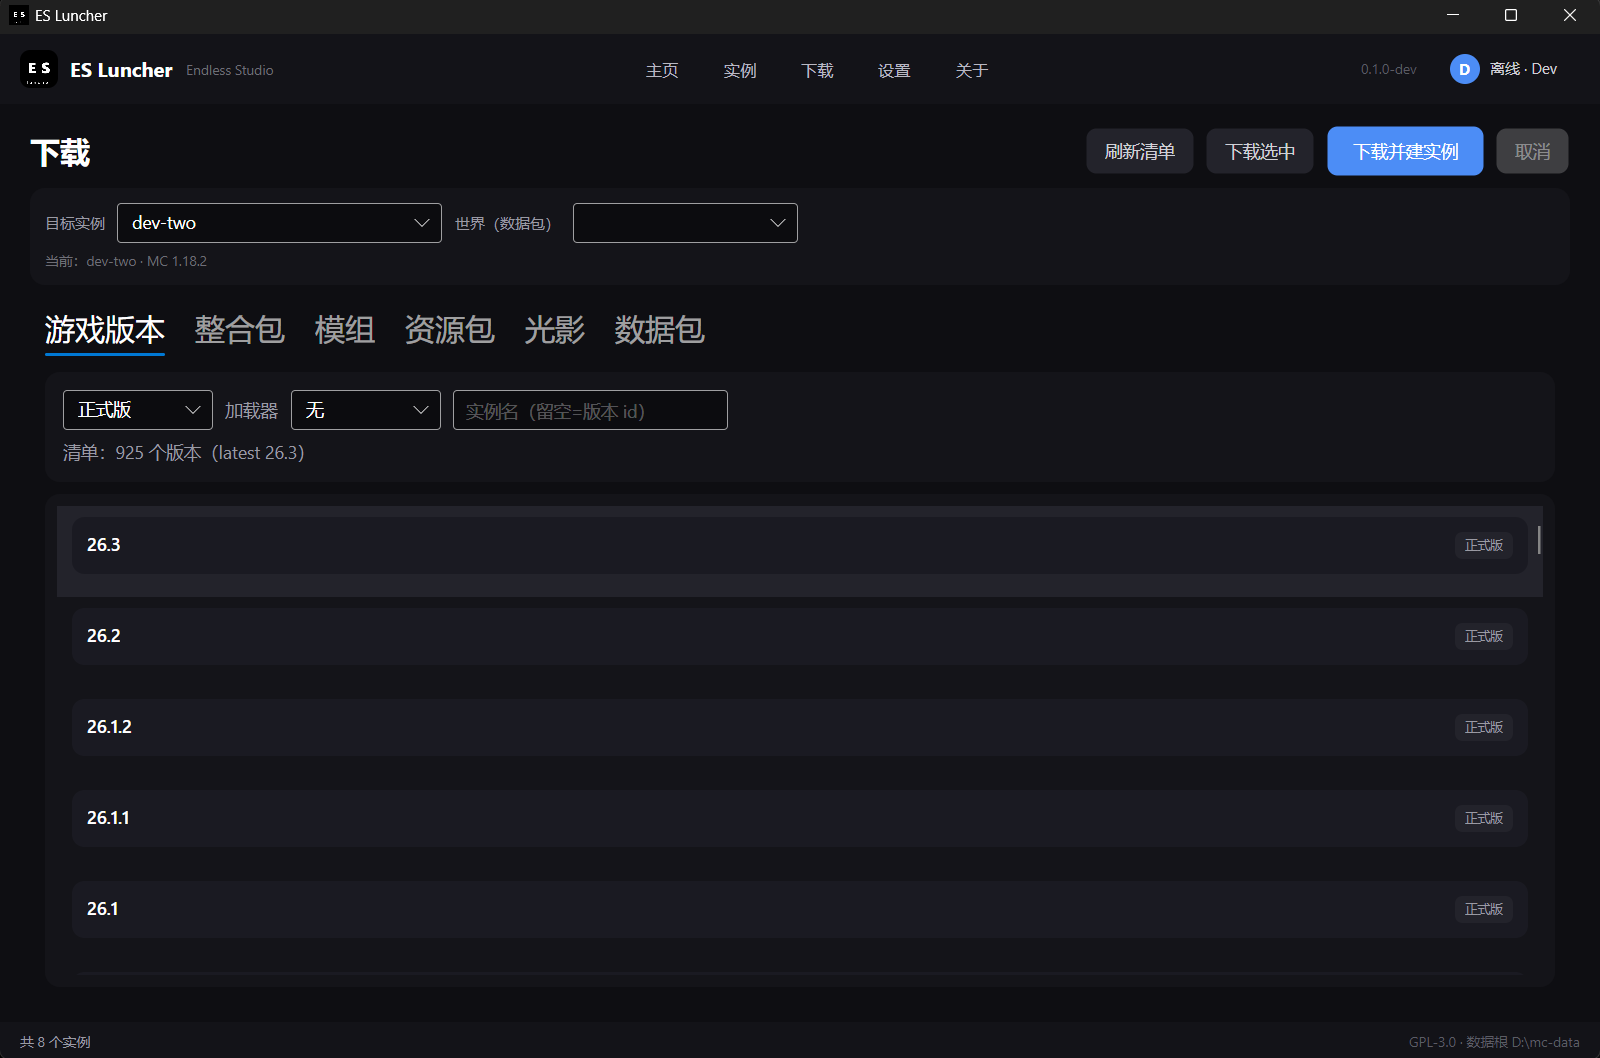 ES Luncher
ES Luncher Endless Studio 主页 实例 下载 设置 关于 0.1.0-dev D 离线 · Dev
下载 刷新清单 下载选中 下载并建实例 取消
目标实例 dev-two 世界（数据包）
当前：dev-two · MC 1.18.2
游戏版本 整合包 模组 资源包 光影 数据包
正式版 加载器 无 实例名（留空=版本 id）
清单：925 个版本（latest 26.3）
26.3 正式版
26.2 正式版
26.1.2 正式版
26.1.1 正式版
26.1 正式版
共 8 个实例 GPL-3.0 · 数据根 D:\mc-data